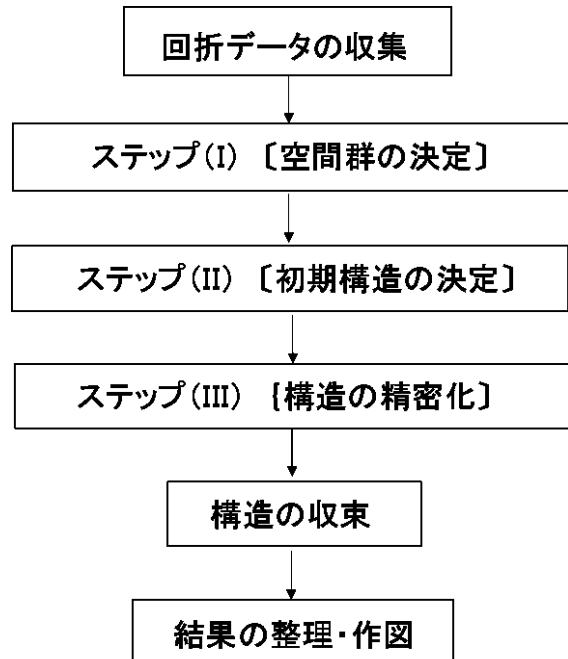 回折データの収集
ステップ(I) 〔空間群の決定〕
ステップ(II) 〔初期構造の決定〕
ステップ(III) {構造の精密化〕
構造の収束
結果の整理・作図